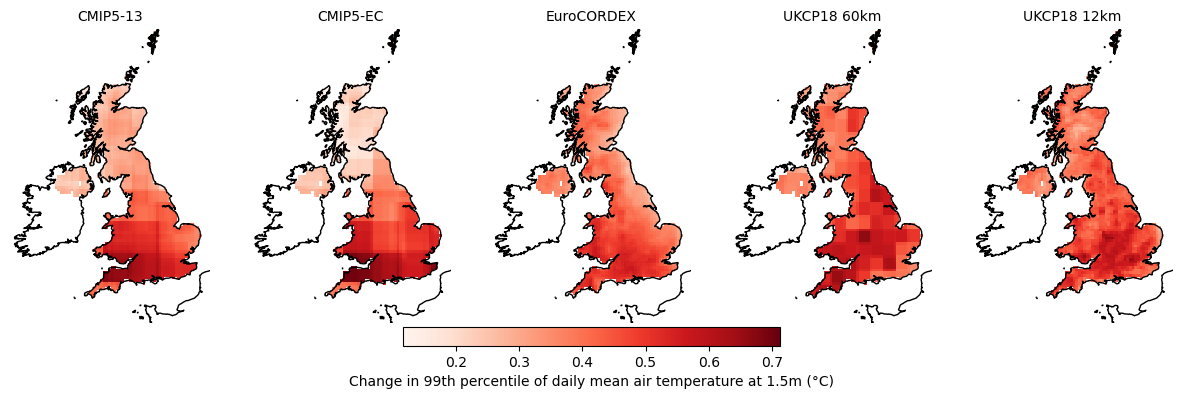 CMIP5-13
CMIP5-EC
EuroCORDEX
UKCP18 60km
UKCP18 12km
0.2
0.3
0.4
0.5
0.6
0.7
Change in 99th percentile of daily mean air temperature at 1.5m (°C)